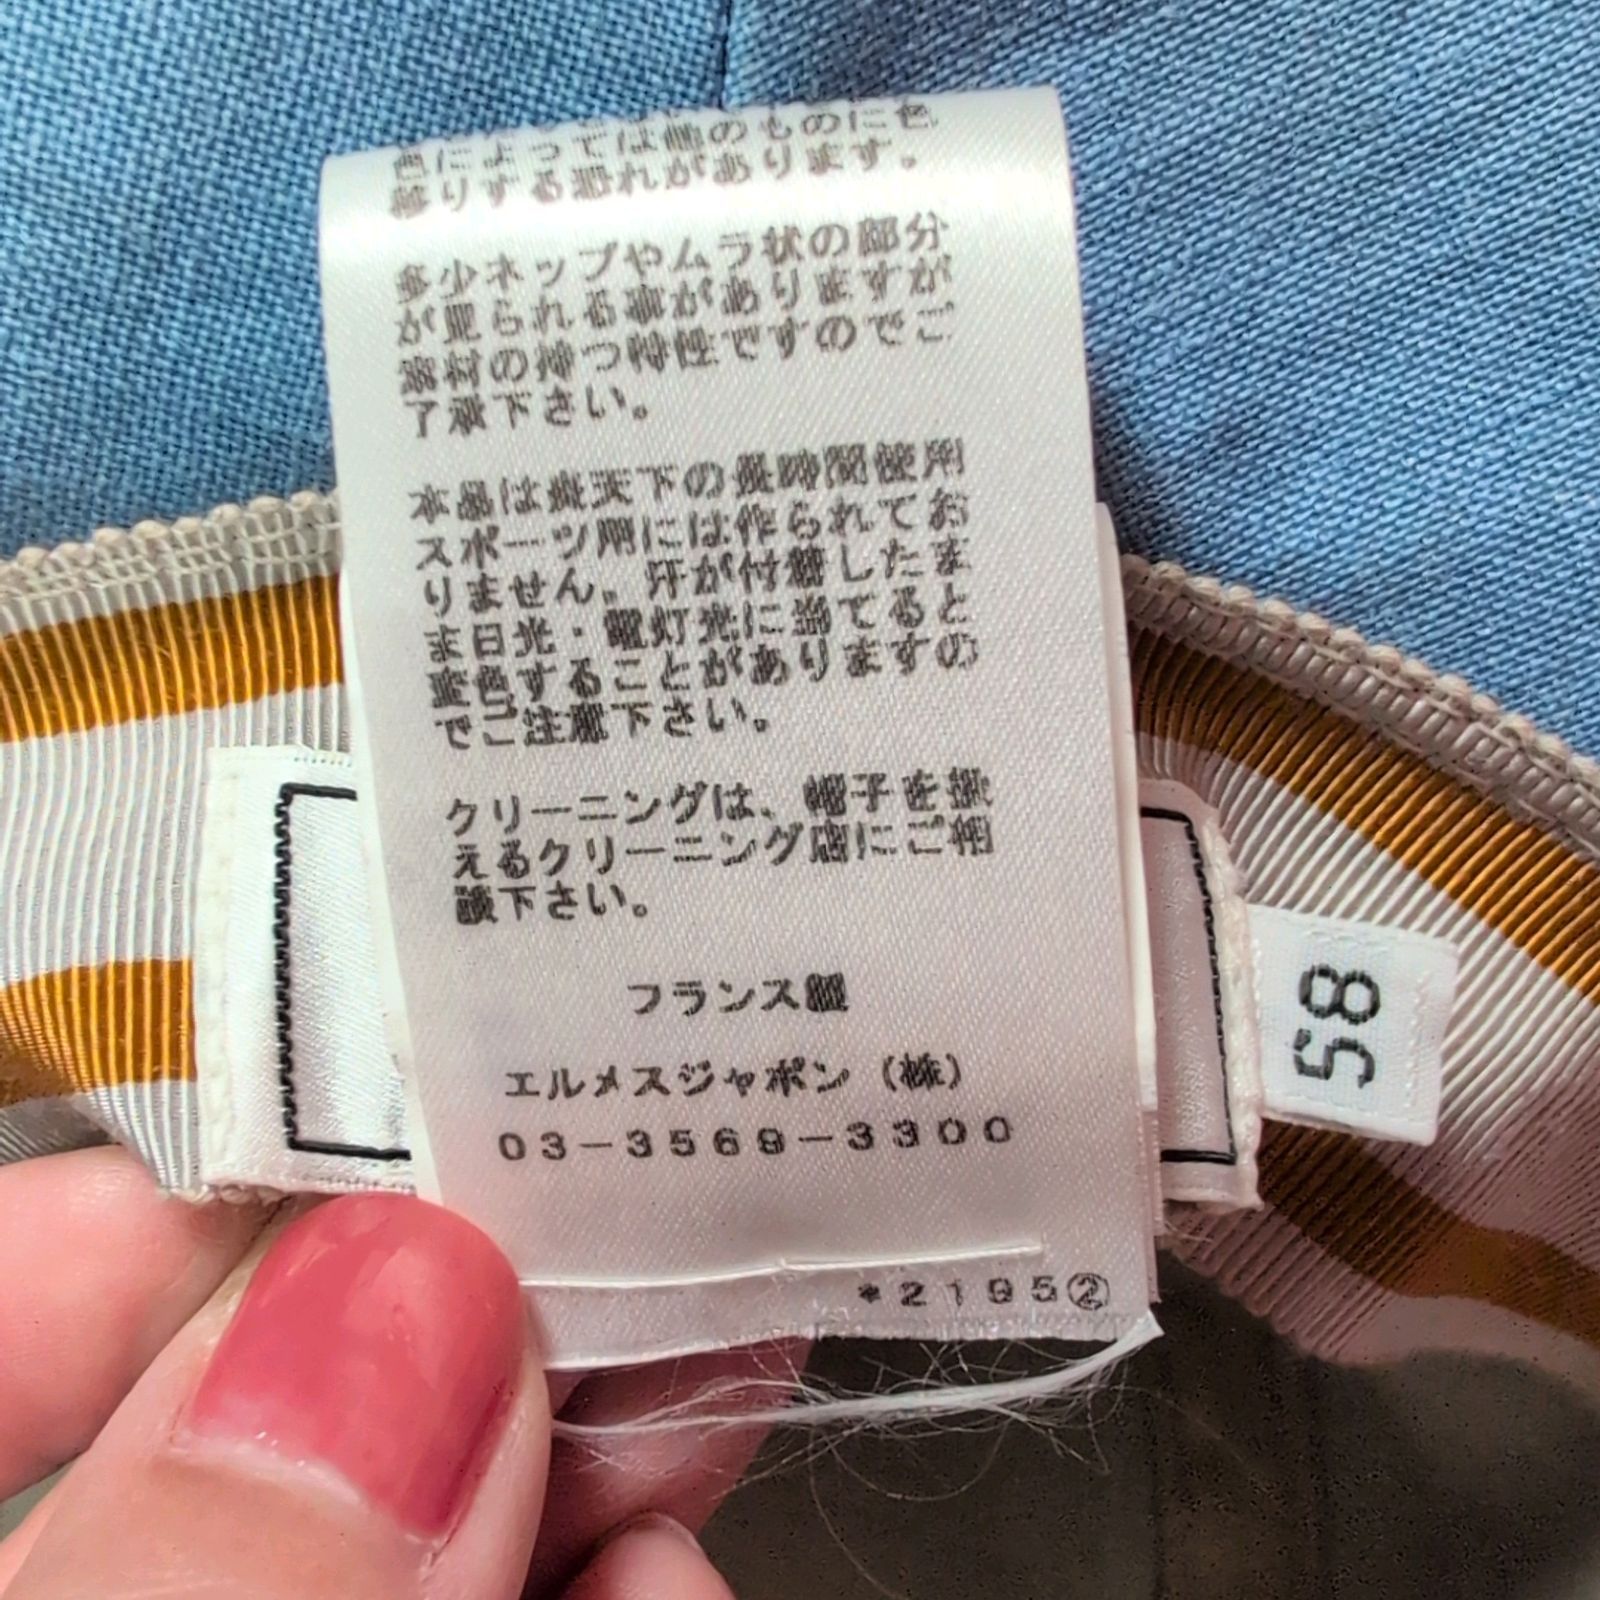 色によっては他のものに色
移りする恐れがあります。
多少ネップやムラ状の部分
が見られる事がありますが
素材の持つ特性ですのでご
了承下さい。
本品は炎天下の長時間使用
スポーツ用には作られてお
りません。汗が付着したま
ま日光・電灯光に当てると
変色することがありますの
でご注意下さい。
クリーニングは、帽子を扱
えるクリーニング店にご相
談下さい。
フランス製
エルメスジャポン(株)
03-3569-3300
*2195②
58